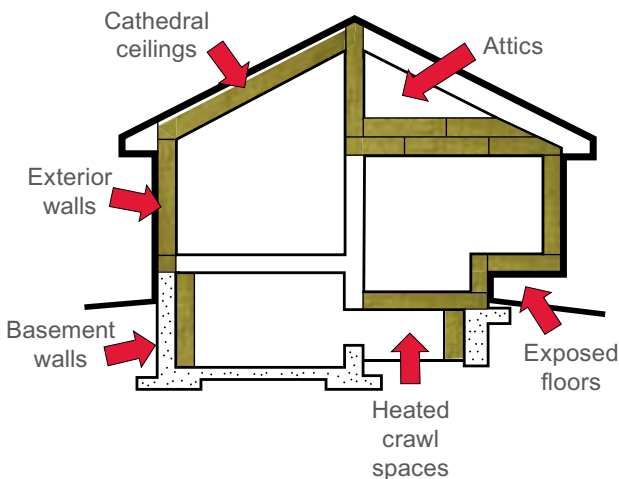 Cathedral
ceilings
Attics
Exterior
walls
Basement
walls
Exposed
floors
Heated
crawl
spaces